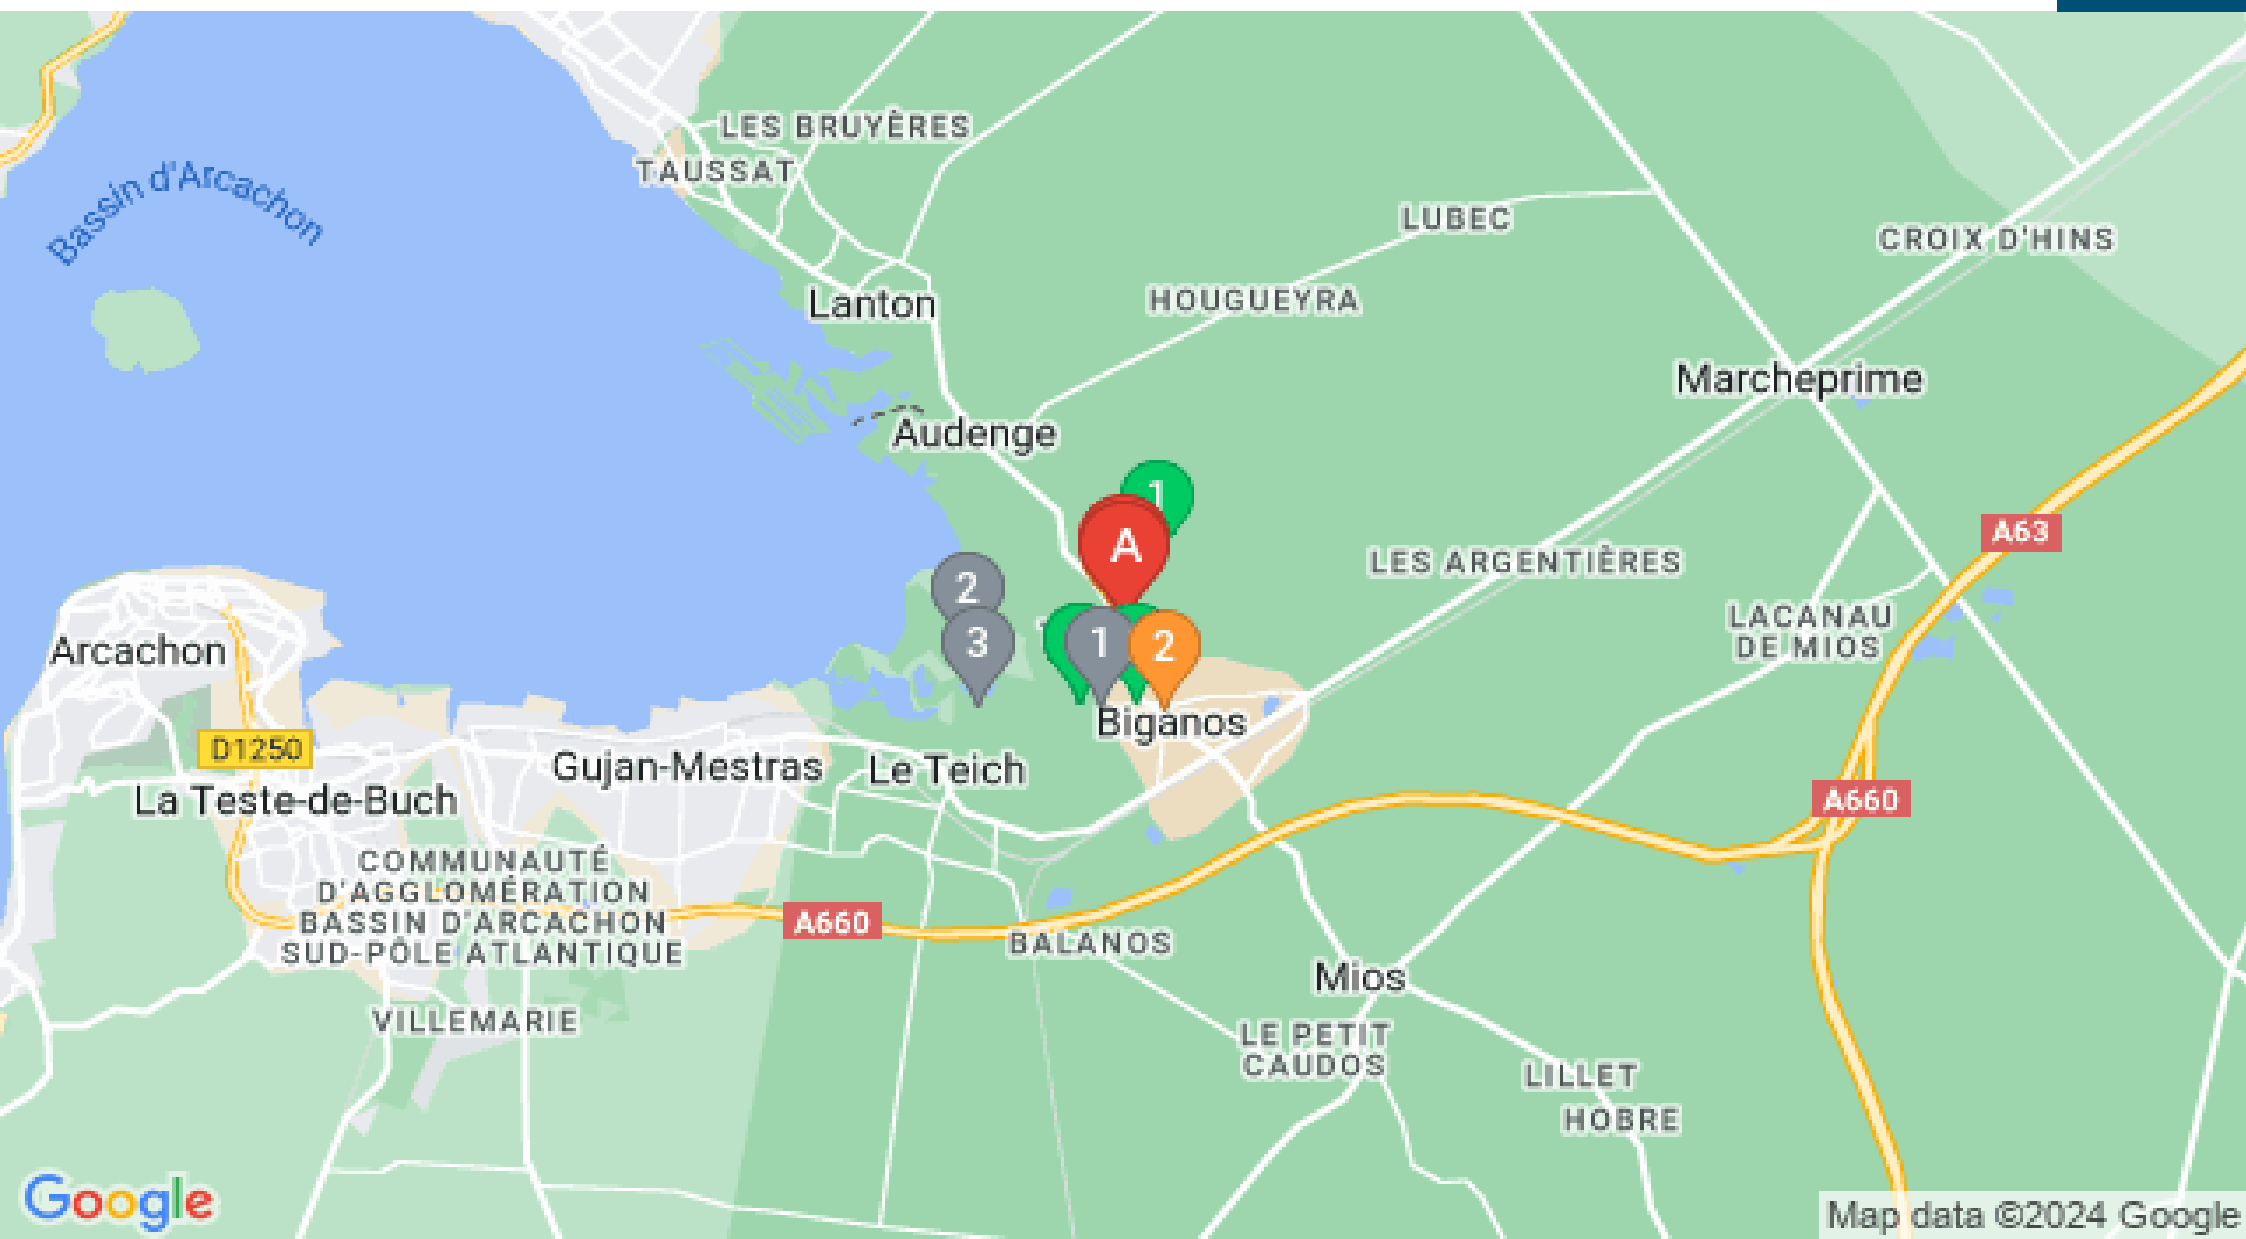 LES BRUYÈRES
TAUSSAT
Bassin d'Arcachon
LUBEC
CROIX D'HINS
Lanton
HOUGUEYRA
Marcheprime
Audenge
1
A
A63
LES ARGENTIÈRES
2
LACANAU
DE MIOS
3
1
2
Arcachon
Biganos
D1250
Gujan-Mestras
Le Teich
La Teste-de-Buch
A660
COMMUNAUTÉ
D'AGGLOMÉRATION
BASSIN D'ARCACHON
SUD-PÔLE ATLANTIQUE
A660
BALANOS
Mios
VILLEMARIE
LE PETIT
CAUDOS
LILLET
HOBRE
Google
Map data ©2024 Google